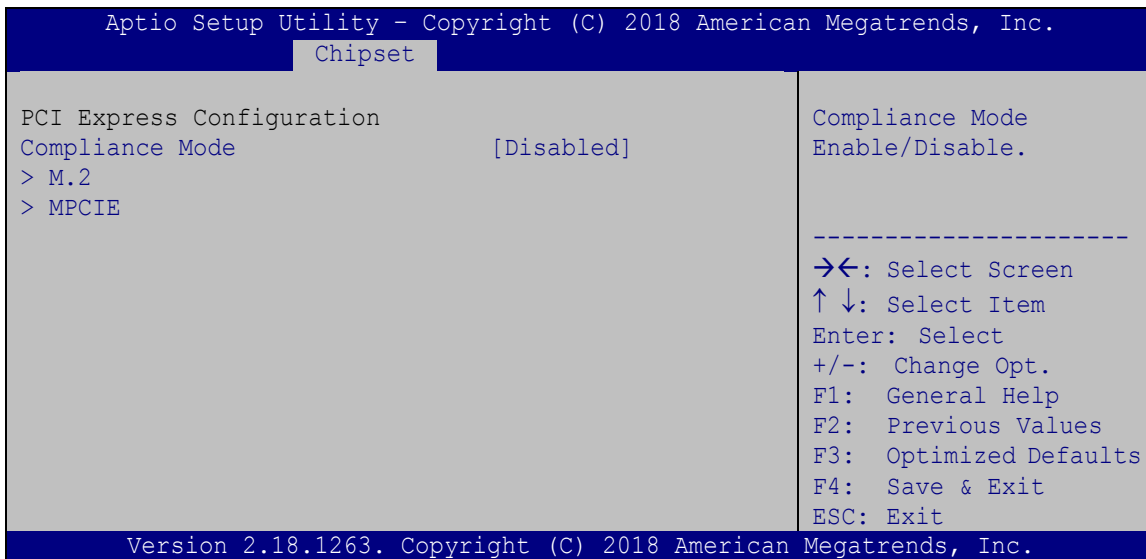 Aptio Setup Utility – Copyright (C) 2018 American Megatrends, Inc.
Chipset
PCI Express Configuration
Compliance Mode [Disabled]
> M.2
> MPCIE
Compliance Mode
Enable/Disable.
----------------------
→←: Select Screen
↑ ↓: Select Item
Enter: Select
+/-: Change Opt.
F1: General Help
F2: Previous Values
F3: Optimized Defaults
F4: Save & Exit
ESC: Exit
Version 2.18.1263. Copyright (C) 2018 American Megatrends, Inc.